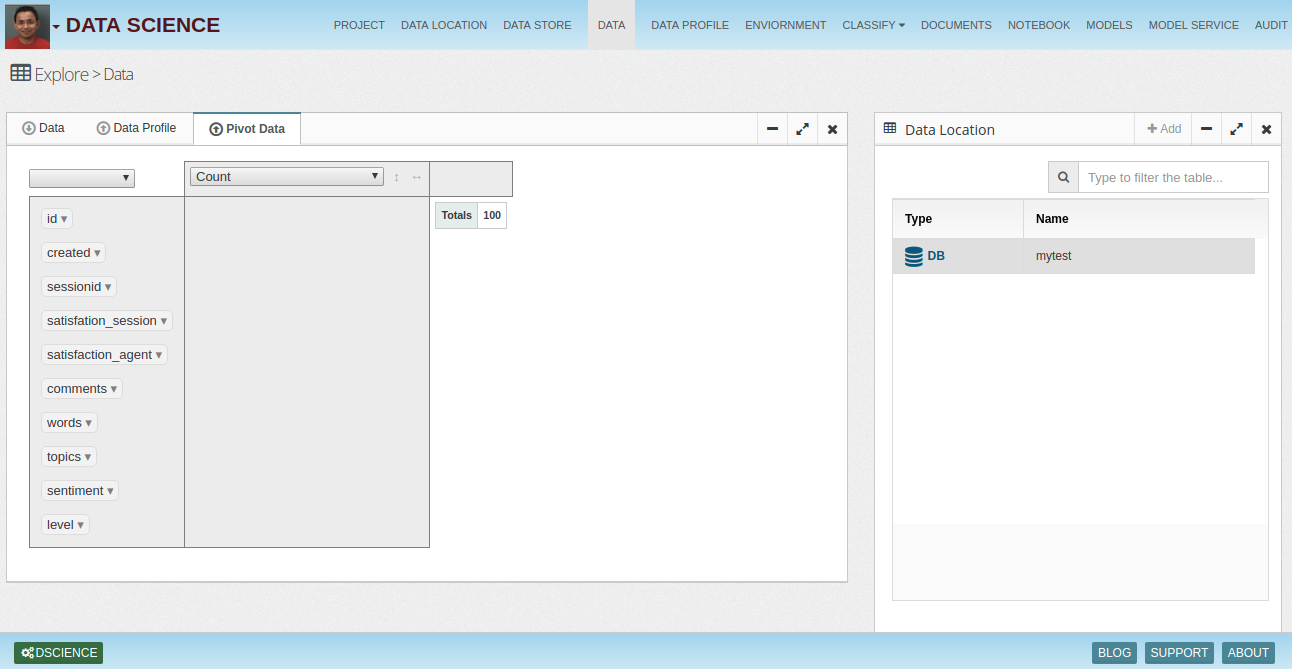 DATA SCIENCE PROJECT DATA LOCATION DATA STORE DATA DATA PROFILE ENVIORNMENT CLASSIFY DOCUMENTS NOTEBOOK MODELS MODEL SERVICE AUDIT
Explore > Data
Data Data Profile Pivot Data
Count
Totals 100
id
created
sessionid
satisfation_session
satisfaction_agent
comments
words
topics
sentiment
level
Data Location Add
Type to filter the table...
Type Name
DB mytest
DSCIENCE BLOG SUPPORT ABOUT